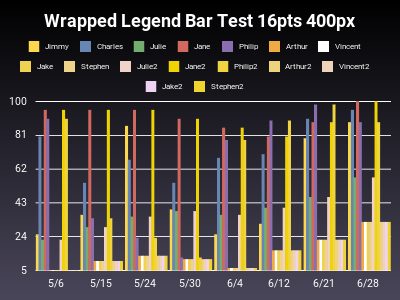 Wrapped Legend Bar Test 16pts 400px
Jimmy Charles Julie Jane Philip Arthur Vincent
Jake Stephen Julie2 Jane2 Philip2 Arthur2 Vincent2
Jake2 Stephen2
100
81
62
43
24
5
5/6 5/15 5/24 5/30 6/4 6/12 6/21 6/28